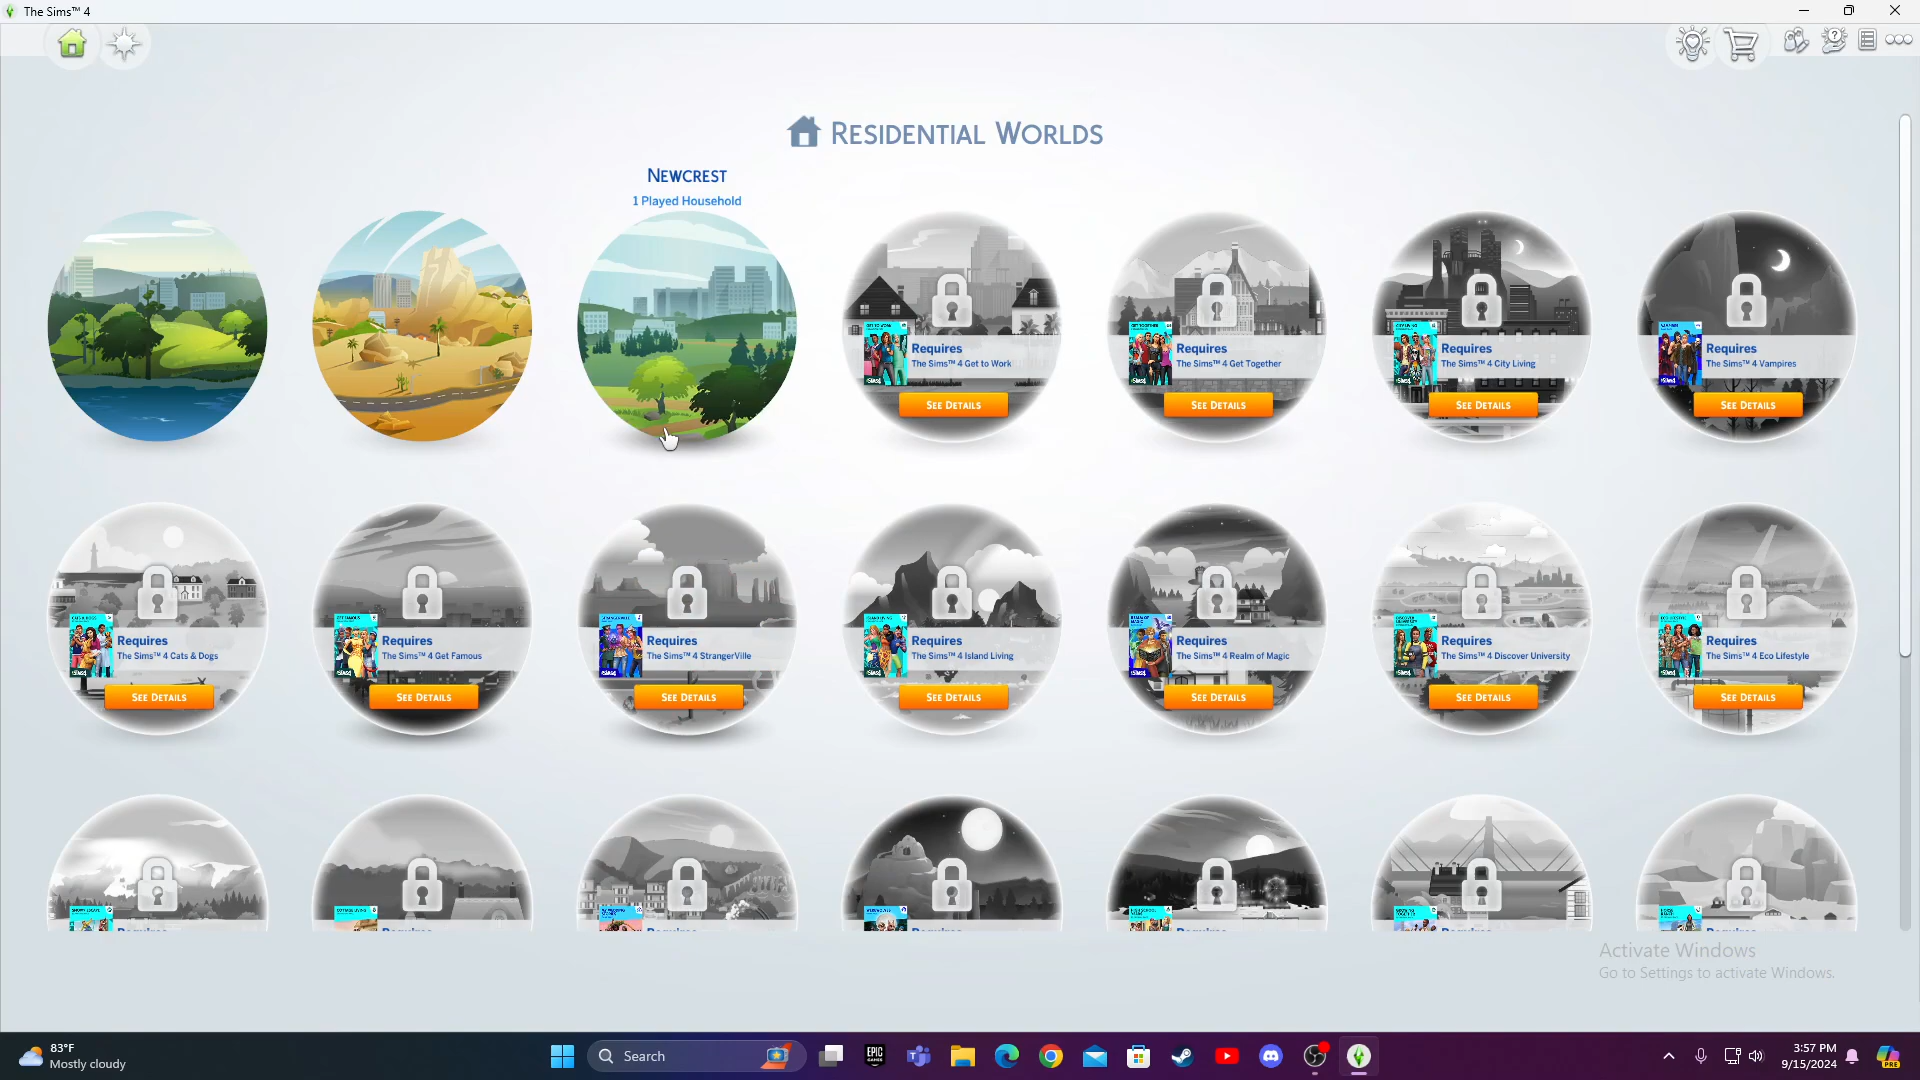 The Sims™ 4
RESIDENTIAL WORLDS
NEWCREST
1 Played Household
Requires
The Sims™ 4 Get to Work
SEE DETAILS
Requires
The Sims™ 4 Get Together
SEE DETAILS
Requires
The Sims™ 4 City Living
SEE DETAILS
Requires
The Sims™ 4 Vampires
SEE DETAILS
Requires
The Sims™ 4 Cats & Dogs
SEE DETAILS
Requires
The Sims™ 4 Get Famous
SEE DETAILS
Requires
The Sims™ 4 StrangerVille
SEE DETAILS
Requires
The Sims™ 4 Island Living
SEE DETAILS
Requires
The Sims™ 4 Realm of Magic
SEE DETAILS
Requires
The Sims™ 4 Discover University
SEE DETAILS
Requires
The Sims™ 4 Eco Lifestyle
SEE DETAILS
Activate Windows
Go to Settings to activate Windows.
83°F
Mostly cloudy
Search
EPIC
3:57 PM
9/15/2024
PRE